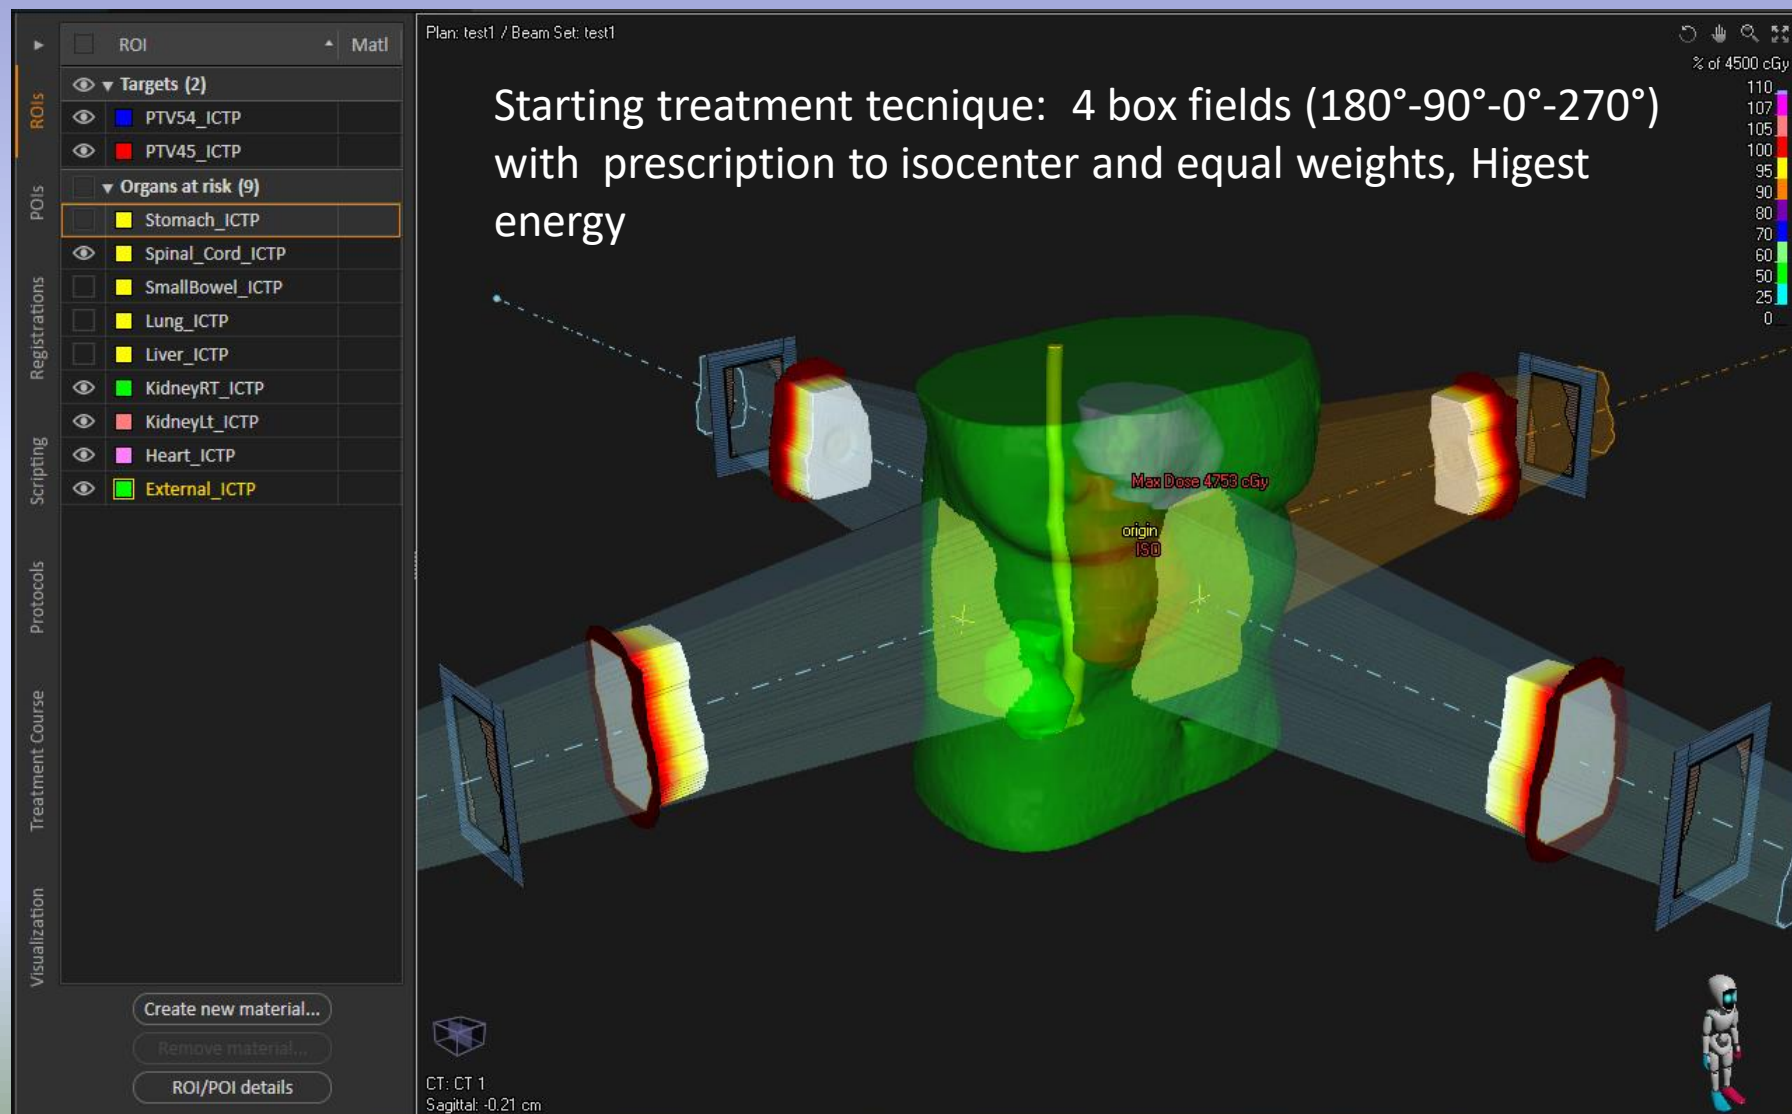 ROI Matl
Targets (2)
PTV54_ICTP
PTV45_ICTP
Organs at risk (9)
Stomach_ICTP
Spinal_Cord_ICTP
SmallBowel_ICTP
Lung_ICTP
Liver_ICTP
KidneyRT_ICTP
KidneyLt_ICTP
Heart_ICTP
External_ICTP
ROIs
POIs
Registrations
Scripting
Protocols
Treatment Course
Visualization
Create new material...
Remove material...
ROI/POI details
Plan: test1 / Beam Set: test1
Starting treatment tecnique: 4 box fields (180°-90°-0°-270°)
with prescription to isocenter and equal weights, Higest
energy
% of 4500 cGy
110
107
105
100
95
90
80
70
60
50
25
0
Max Dose 4753 cGy
origin
ISO
CT: CT 1
Sagittal: -0.21 cm